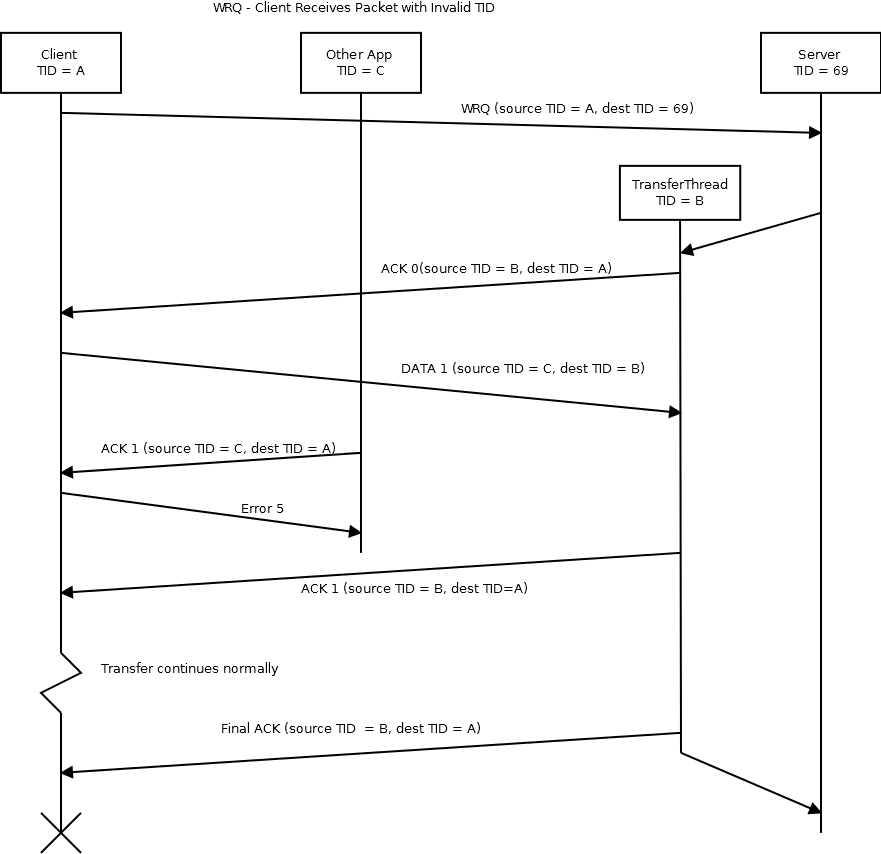 WRQ - Client Receives Packet with Invalid TID
Client
TID = A
Other App
TID = C
Server
TID = 69
WRQ (source TID = A, dest TID = 69)
TransferThread
TID = B
ACK 0(source TID = B, dest TID = A)
DATA 1 (source TID = C, dest TID = B)
ACK 1 (source TID = C, dest TID = A)
Error 5
ACK 1 (source TID = B, dest TID=A)
Transfer continues normally
Final ACK (source TID  = B, dest TID = A)